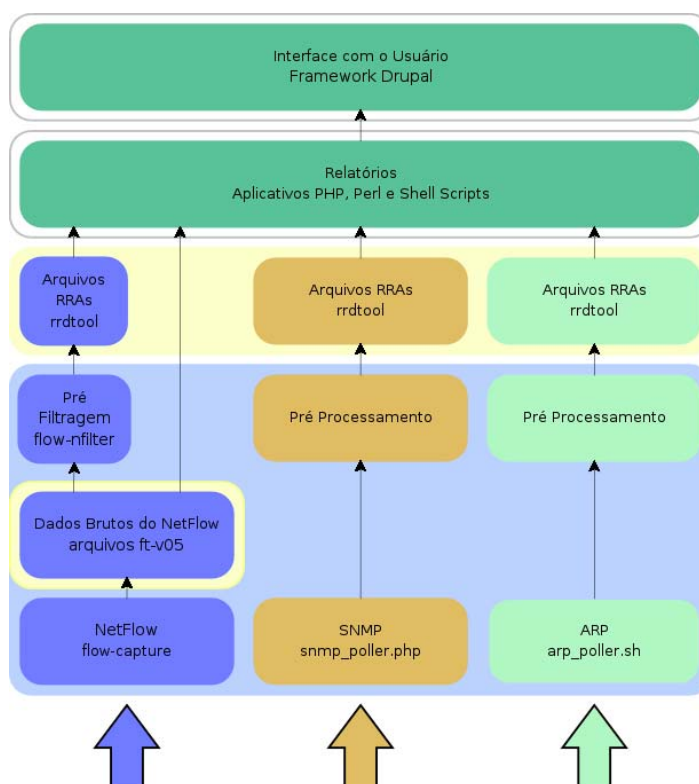 Interface com o Usuário
Framework Drupal
Relatórios
Aplicativos PHP, Perl e Shell Scripts
Arquivos
RRAs
rrdtool
Arquivos RRAs
rrdtool
Arquivos RRAs
rrdtool
Pré
Filtragem
flow-nfilter
Pré Processamento
Pré Processamento
Dados Brutos do NetFlow
arquivos ft-v05
NetFlow
flow-capture
SNMP
snmp_poller.php
ARP
arp_poller.sh